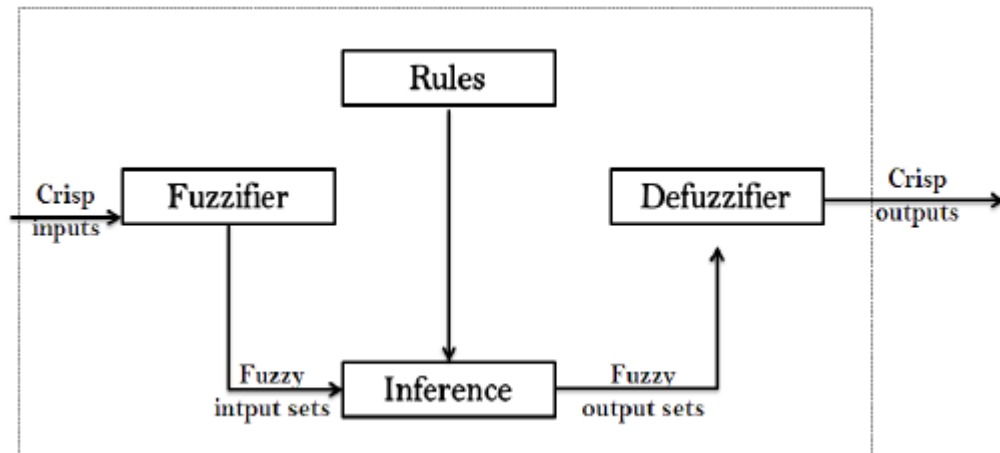 Rules
Crisp
inputs
Fuzzifier
Defuzzifier
Crisp
outputs
Fuzzy
intput sets
Inference
Fuzzy
output sets